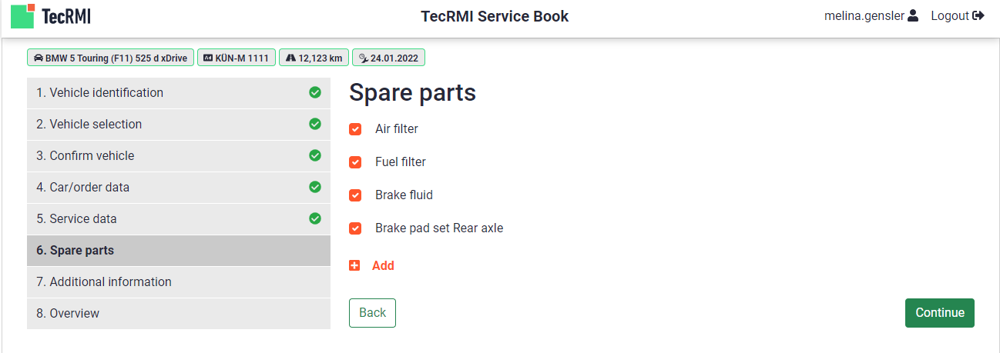 TecRMI
TecRMI Service Book
melina.gensler
Logout
BMW 5 Touring (F11) 525 d xDrive
KÜN-M 1111
12,123 km
24.01.2022
1. Vehicle identification
2. Vehicle selection
3. Confirm vehicle
4. Car/order data
5. Service data
6. Spare parts
7. Additional information
8. Overview
Spare parts
Air filter
Fuel filter
Brake fluid
Brake pad set Rear axle
Add
Back
Continue